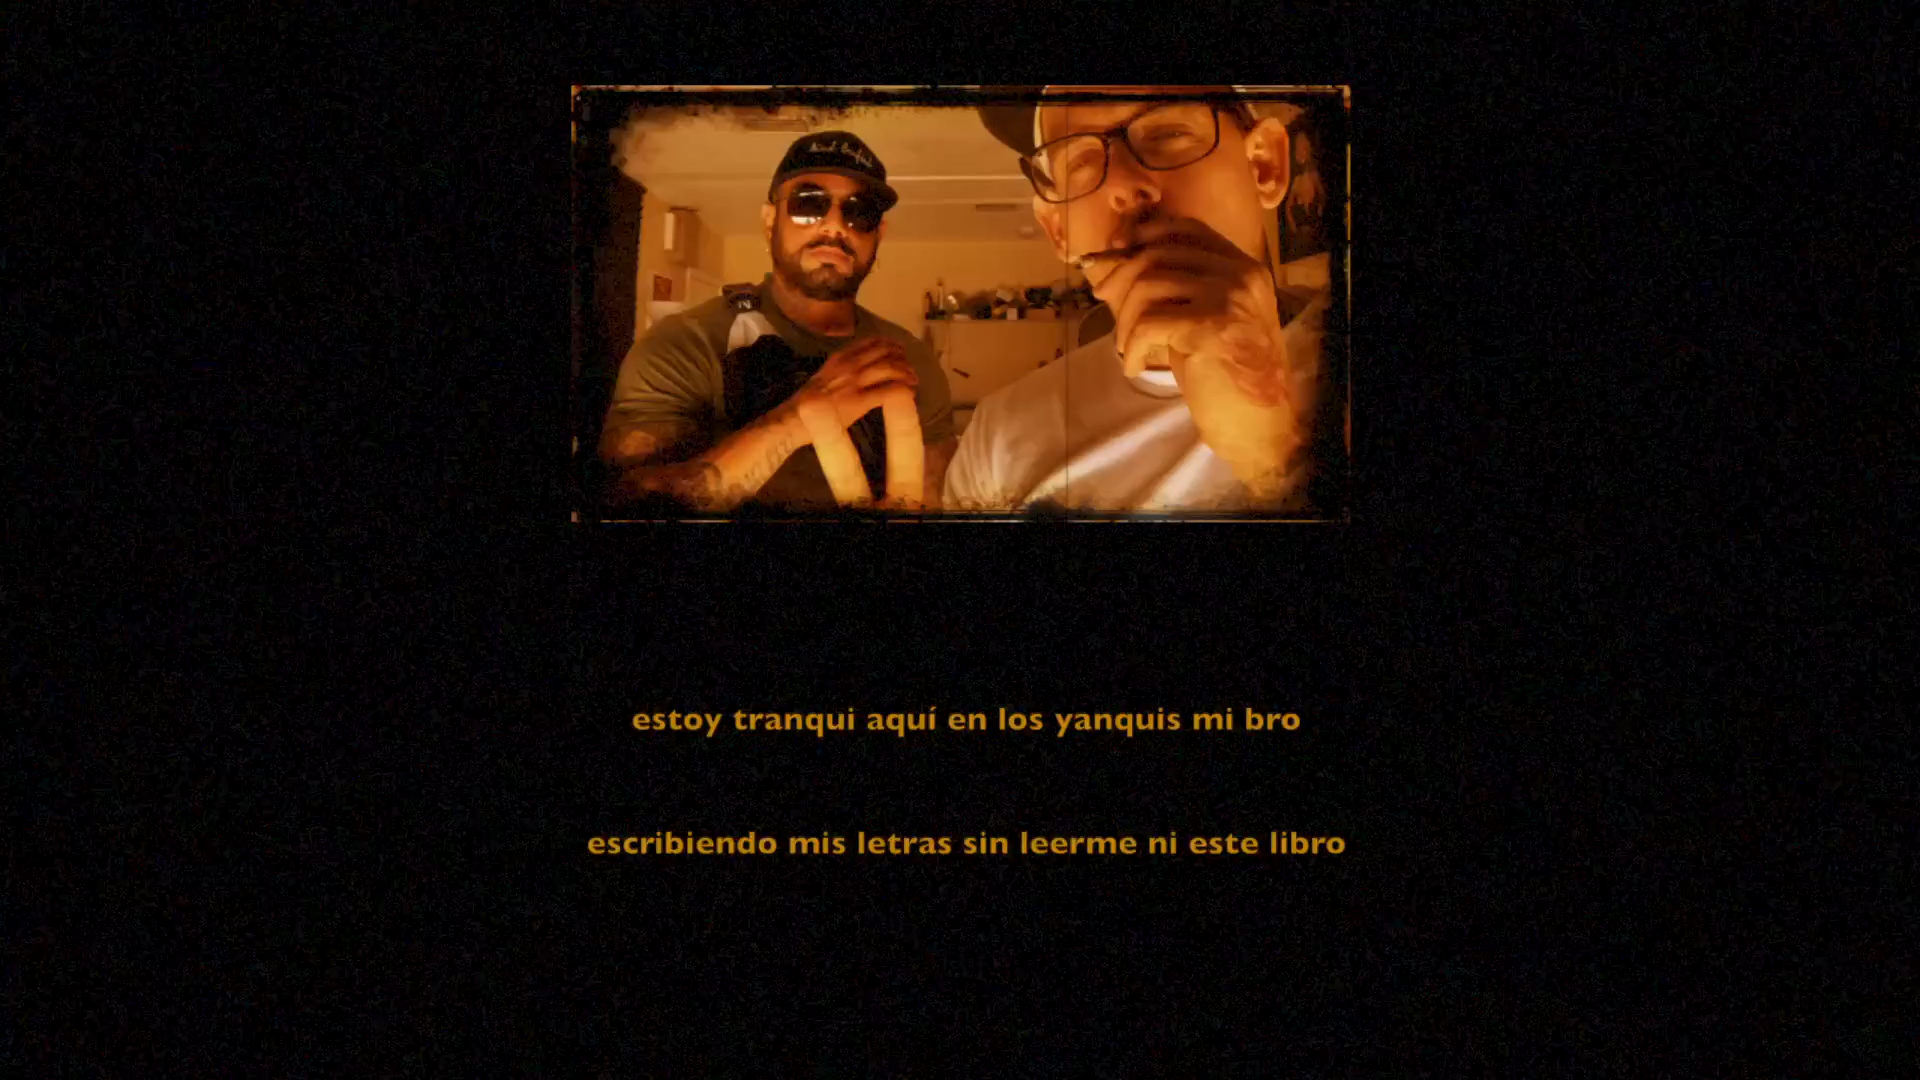 estoy tranqui aquí en los yanquis mi bro
escribiendo mis letras sin leerme ni este libro